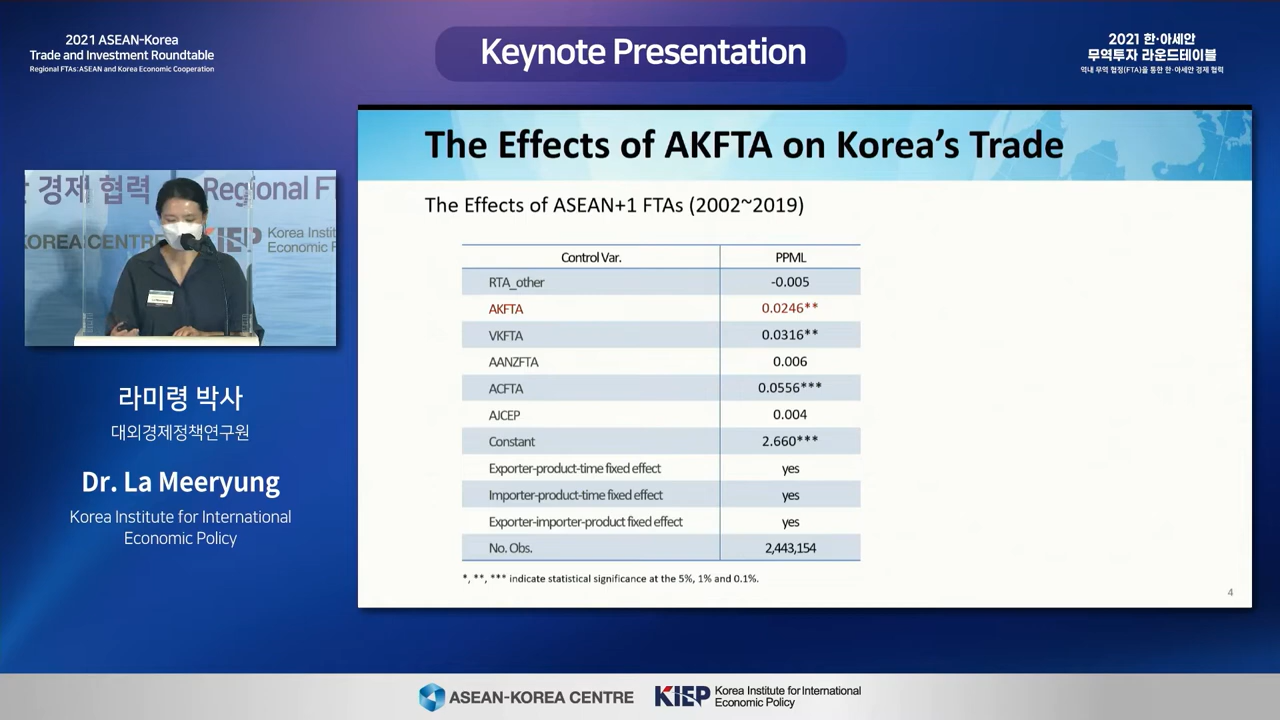 2021 ASEAN-Korea
Trade and Investment Roundtable
Regional FTAs: ASEAN and Korea Economic Cooperation
Keynote Presentation
2021 한·아세안
무역투자 라운드테이블
역내 무역 협정(FTA)을 통한 한·아세안 경제 협력
경제 협력
Regional F
KOREA CENTRE
KIEP
Korea Instit
Economic P
라미령 박사
대외경제정책연구원
Dr. La Meeryung
Korea Institute for International
Economic Policy
The Effects of AKFTA on Korea's Trade
The Effects of ASEAN+1 FTAs (2002~2019)
Control Var. PPML
RTA_other -0.005
AKFTA 0.0246**
VKFTA 0.0316**
AANZFTA 0.006
ACFTA 0.0556***
AJCEP 0.004
Constant 2.660***
Exporter-product-time fixed effect yes
Importer-product-time fixed effect yes
Exporter-importer-product fixed effect yes
No. Obs. 2,443,154
*, **, *** indicate statistical significance at the 5%, 1% and 0.1%.
4
ASEAN-KOREA CENTRE
KIEP
Korea Institute for International
Economic Policy